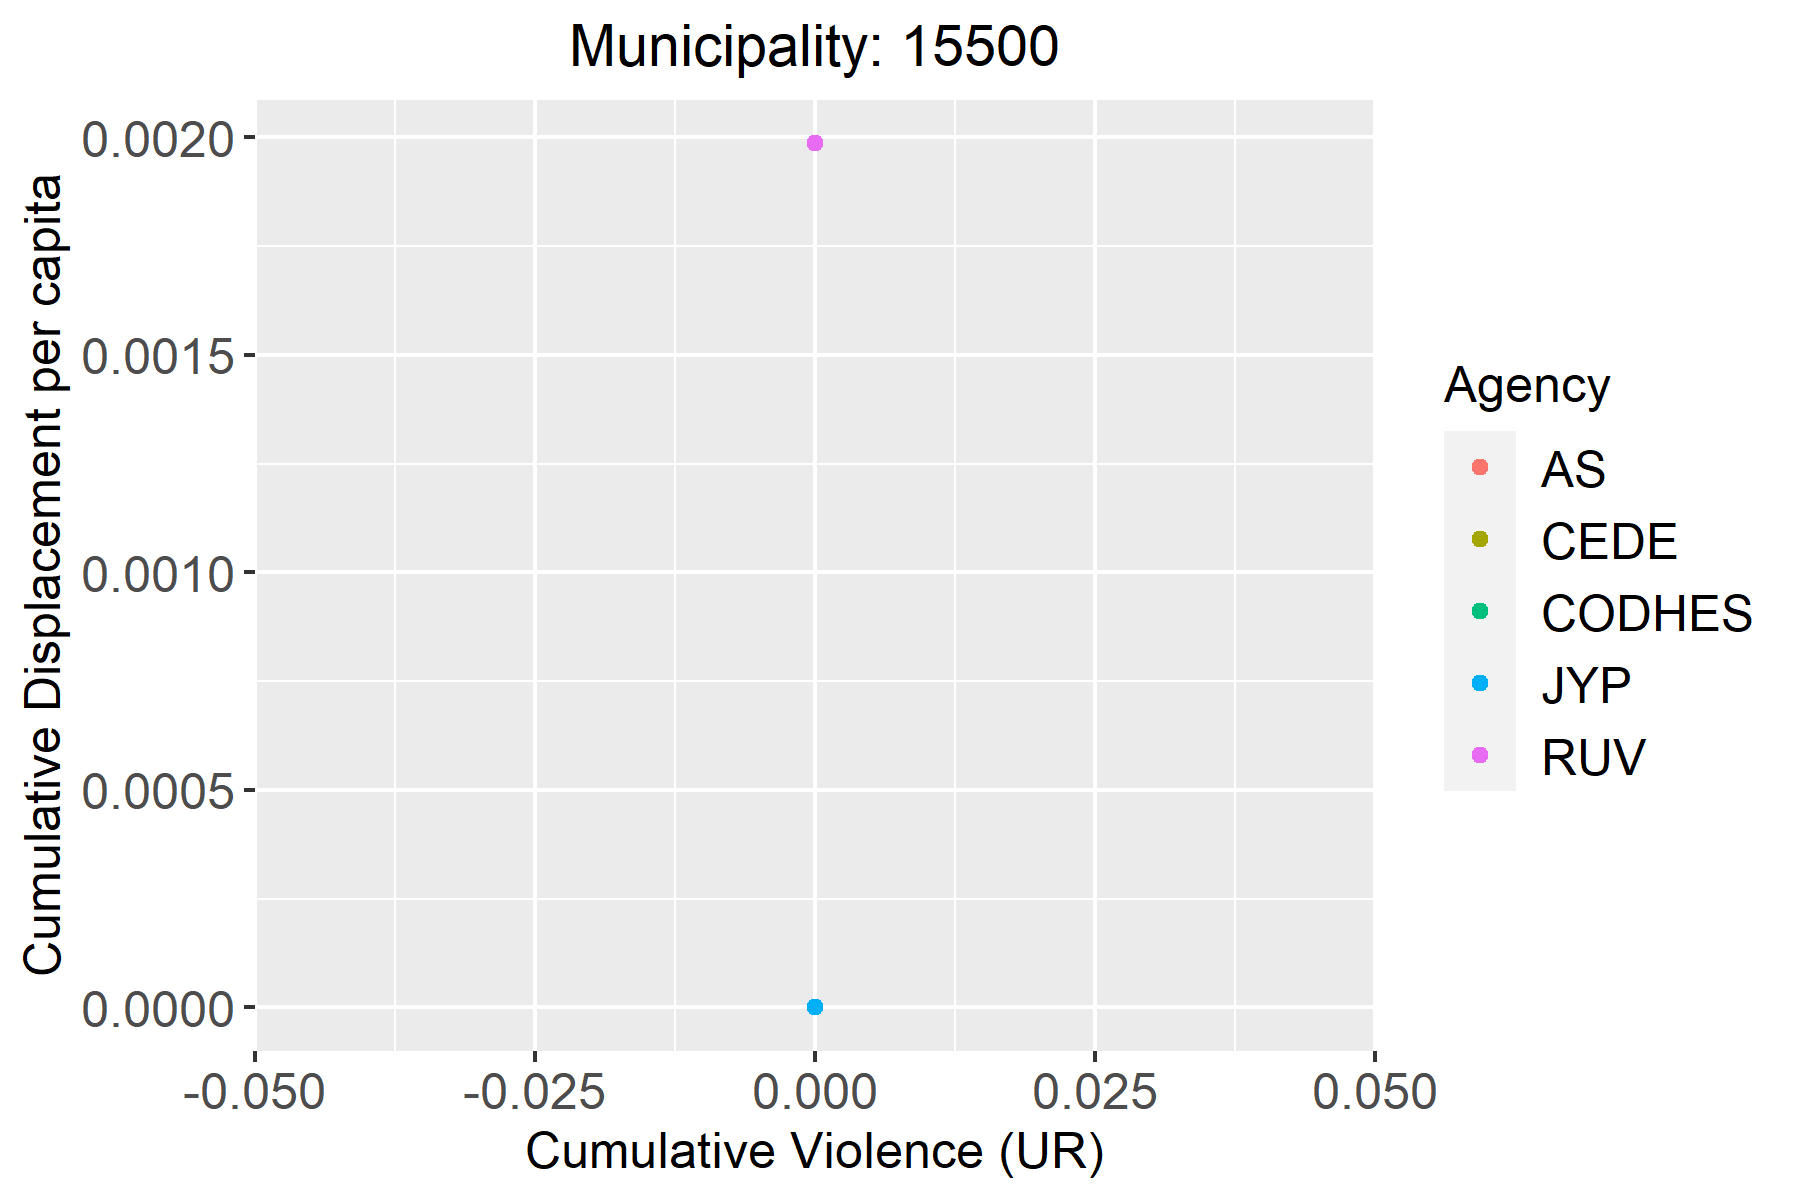 Municipality: 15500
Cumulative Displacement per capita
0.0020
0.0015
0.0010
0.0005
0.0000
-0.050 -0.025 0.000 0.025 0.050
Cumulative Violence (UR)
Agency
AS
CEDE
CODHES
JYP
RUV